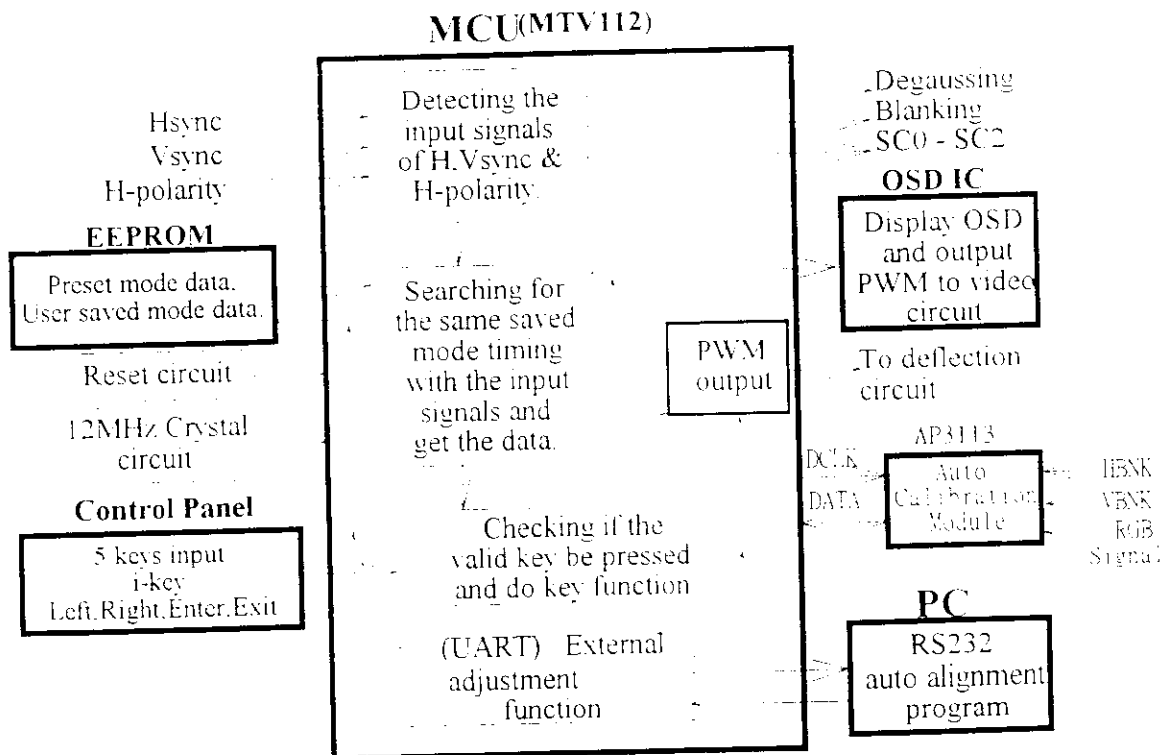 MCU(MTV112)
Hsync
Vsync
H-polarity
EEPROM
Preset mode data.
User saved mode data.
Reset circuit
12MHz Crystal
circuit
Control Panel
5 keys input
i-key
Left.Right.Enter.Exit
Detecting the
input signals
of H.Vsync &
H-polarity.
Searching for
the same saved
mode timing
with the input
signals and
get the data.
PWM
output
Checking if the
valid key be pressed
and do key function
(UART) External
adjustment
function
Degaussing
Blanking
SC0 - SC2
OSD IC
Display OSD
and output
PWM to video
circuit
To deflection
circuit
AP3113
DCLK
DATA
Auto
Calibration
Module
HBNK
VBNK
RGB
Signal
PC
RS232
auto alignment
program